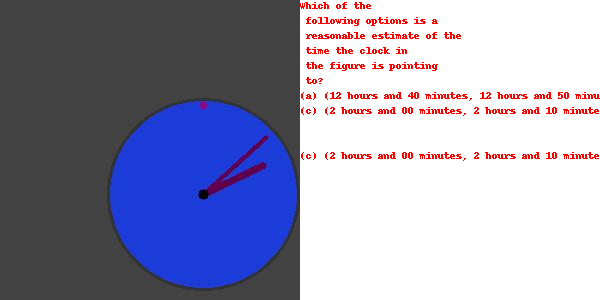 Which of the
following options is a
reasonable estimate of the
time the clock in
the figure is pointing
to?
(a) (12 hours and 40 minutes, 12 hours and 50 minu
(c) (2 hours and 00 minutes, 2 hours and 10 minute
(c) (2 hours and 00 minutes, 2 hours and 10 minute